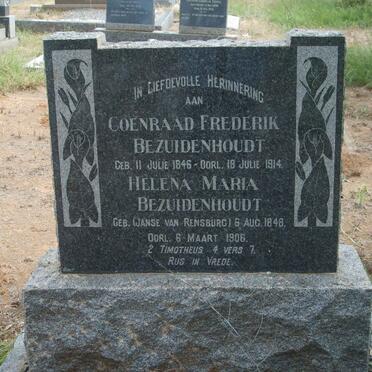 In Liefdevolle Herinnering
aan
Coenraad Frederik
Bezuidenhoudt
Geb. 11 Julie 1846 - Oorl. 18 Julie 1914.
Helena Maria
Bezuidenhoudt
Geb. (Janse van Rensburg) 6 Aug. 1848.
Oorl. 6 Maart 1906.
2 Timotheus 4 vers 7.
Rus in Vrede.